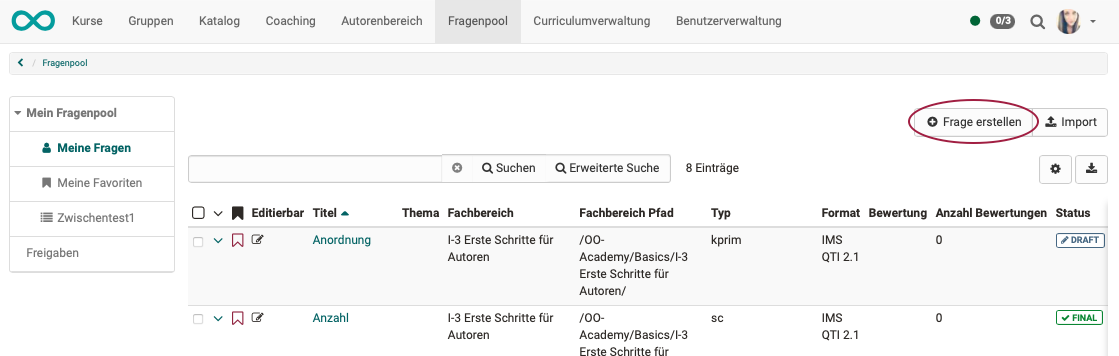 Kurse Gruppen Katalog Coaching Autorenbereich Fragenpool Curriculumverwaltung Benutzerverwaltung 0/3
/ Fragenpool
Mein Fragenpool
Meine Fragen
Meine Favoriten
Zwischentest1
Freigaben
Frage erstellen Import
Suchen Erweiterte Suche 8 Einträge
Editierbar Titel Thema Fachbereich Fachbereich Pfad Typ Format Bewertung Anzahl Bewertungen Status
Anordnung I-3 Erste Schritte für /OO- kprim IMS 0 DRAFT
Autoren Academy/Basics/I-3 QTI 2.1
Erste Schritte für
Autoren/
Anzahl I-3 Erste Schritte für /OO- sc IMS 0 FINAL
Autoren Academy/Basics/I-3 QTI 2.1
Erste Schritte für